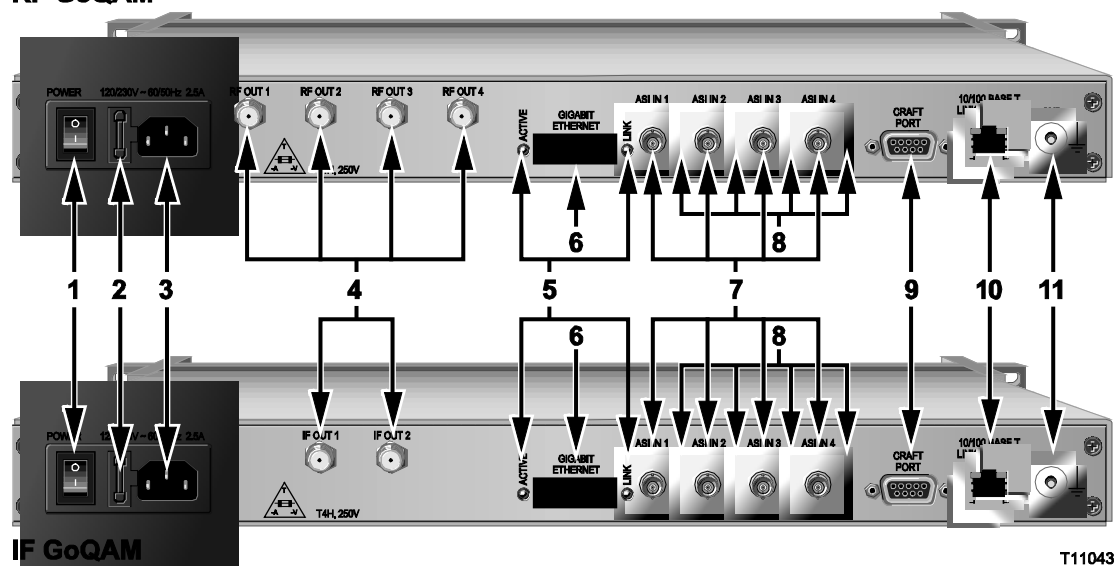 RF GoQAM
POWER 120/230V ~ 60/50Hz 2.5A
RF OUT 1 RF OUT 2 RF OUT 3 RF OUT 4
ACTIVE GIGABIT ETHERNET LINK
ASI IN 1 ASI IN 2 ASI IN 3 ASI IN 4
CRAFT PORT
10/100 BASE T
250V
6 8
1 2 3 4 5 7 9 10 11
6 8
IF OUT 1 IF OUT 2
ACTIVE GIGABIT ETHERNET LINK
ASI IN 1 ASI IN 2 ASI IN 3 ASI IN 4
CRAFT PORT
10/100 BASE T
2.5A
T4H, 250V
IF GoQAM
T11043